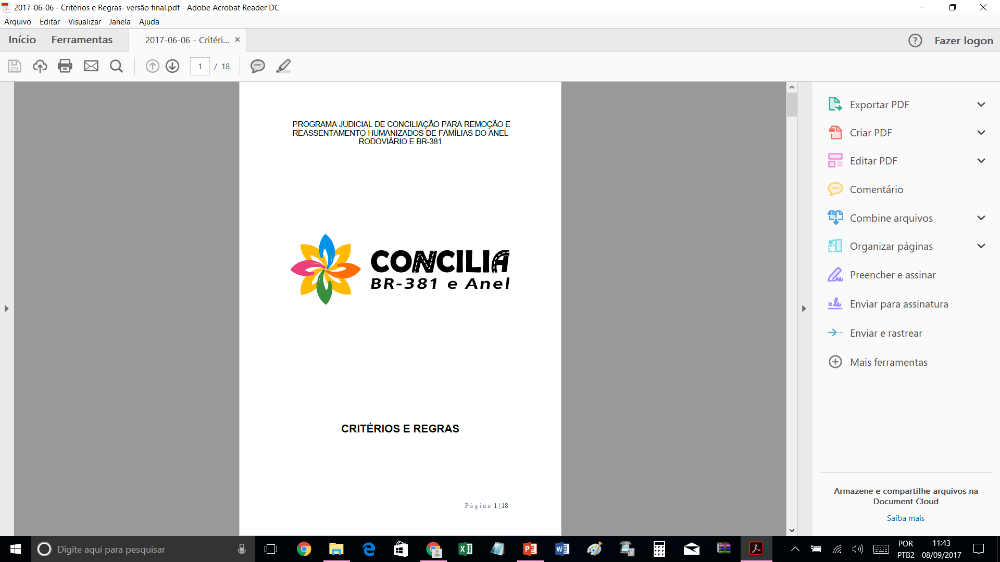 2017-06-06 - Critérios e Regras- versão final.pdf - Adobe Acrobat Reader DC
Arquivo Editar Visualizar Janela Ajuda
Início Ferramentas 2017-06-06 - Critéri... × ? Fazer logon
1 / 18
PROGRAMA JUDICIAL DE CONCILIAÇÃO PARA REMOÇÃO E
REASSENTAMENTO HUMANIZADOS DE FAMÍLIAS DO ANEL
RODOVIÁRIO E BR-381
CONCILIA
BR-381 e Anel
CRITÉRIOS E REGRAS
Página 1|18
Exportar PDF
Criar PDF
Editar PDF
Comentário
Combine arquivos
Organizar páginas
Preencher e assinar
Enviar para assinatura
Enviar e rastrear
Mais ferramentas
Armazene e compartilhe arquivos na
Document Cloud
Saiba mais
Digite aqui para pesquisar
POR
PTB2
11:43
08/09/2017